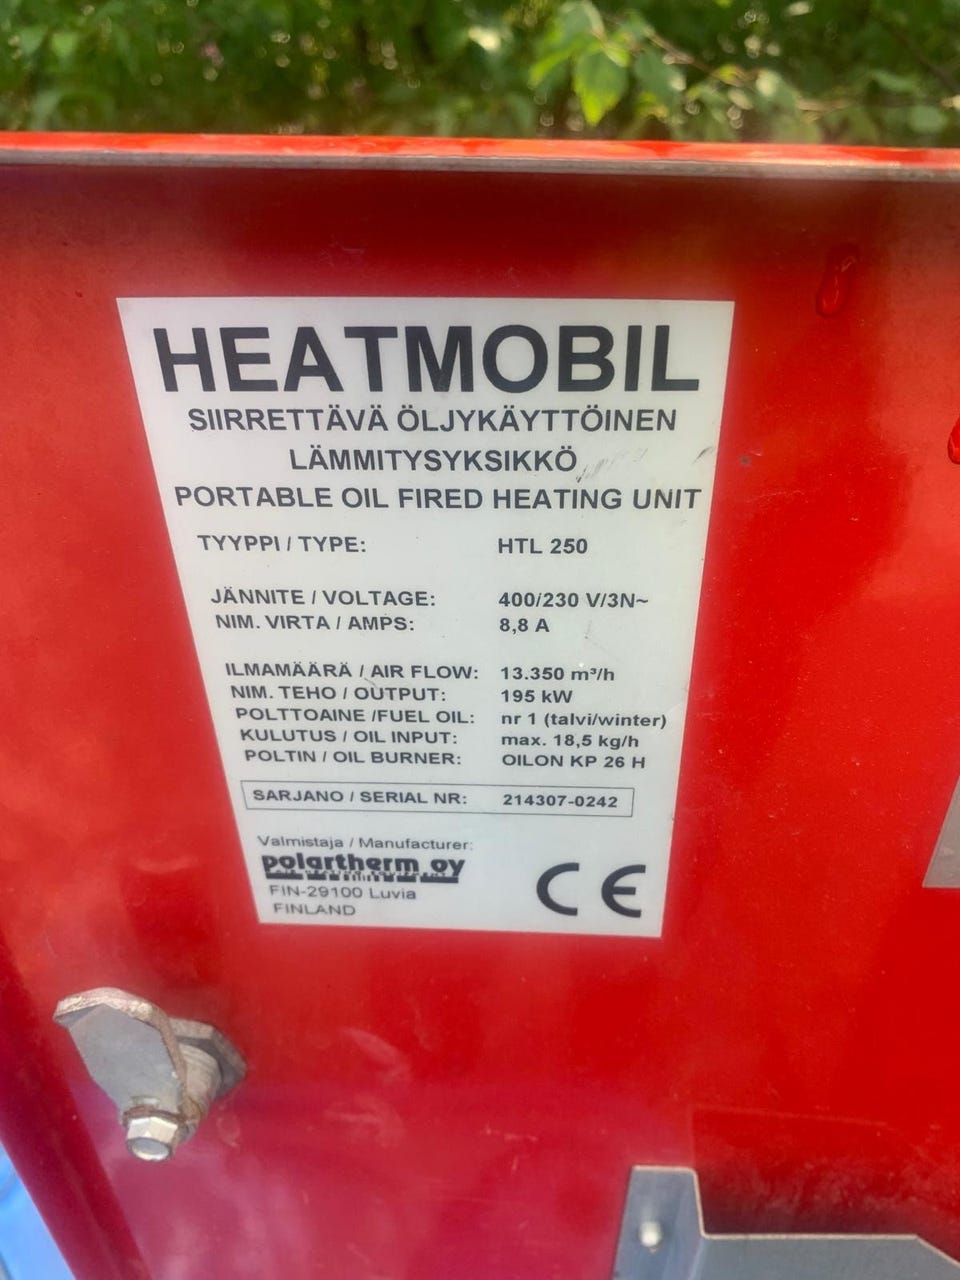 HEATMOBIL
SIIRRETTÄVÄ ÖLJYKÄYTTÖINEN
LÄMMITYSYKSIKKÖ
PORTABLE OIL FIRED HEATING UNIT
TYYPPI / TYPE: HTL 250
JÄNNITE / VOLTAGE: 400/230 V/3N~
NIM. VIRTA / AMPS: 8,8 A
ILMAMÄÄRÄ / AIR FLOW: 13.350 m³/h
NIM. TEHO / OUTPUT: 195 kW
POLTTOAINE /FUEL OIL: nr 1 (talvi/winter)
KULUTUS / OIL INPUT: max. 18,5 kg/h
POLTIN / OIL BURNER: OILON KP 26 H
SARJANO / SERIAL NR: 214307-0242
Valmistaja / Manufacturer:
polartherm oy
FIN-29100 Luvia
FINLAND
CE